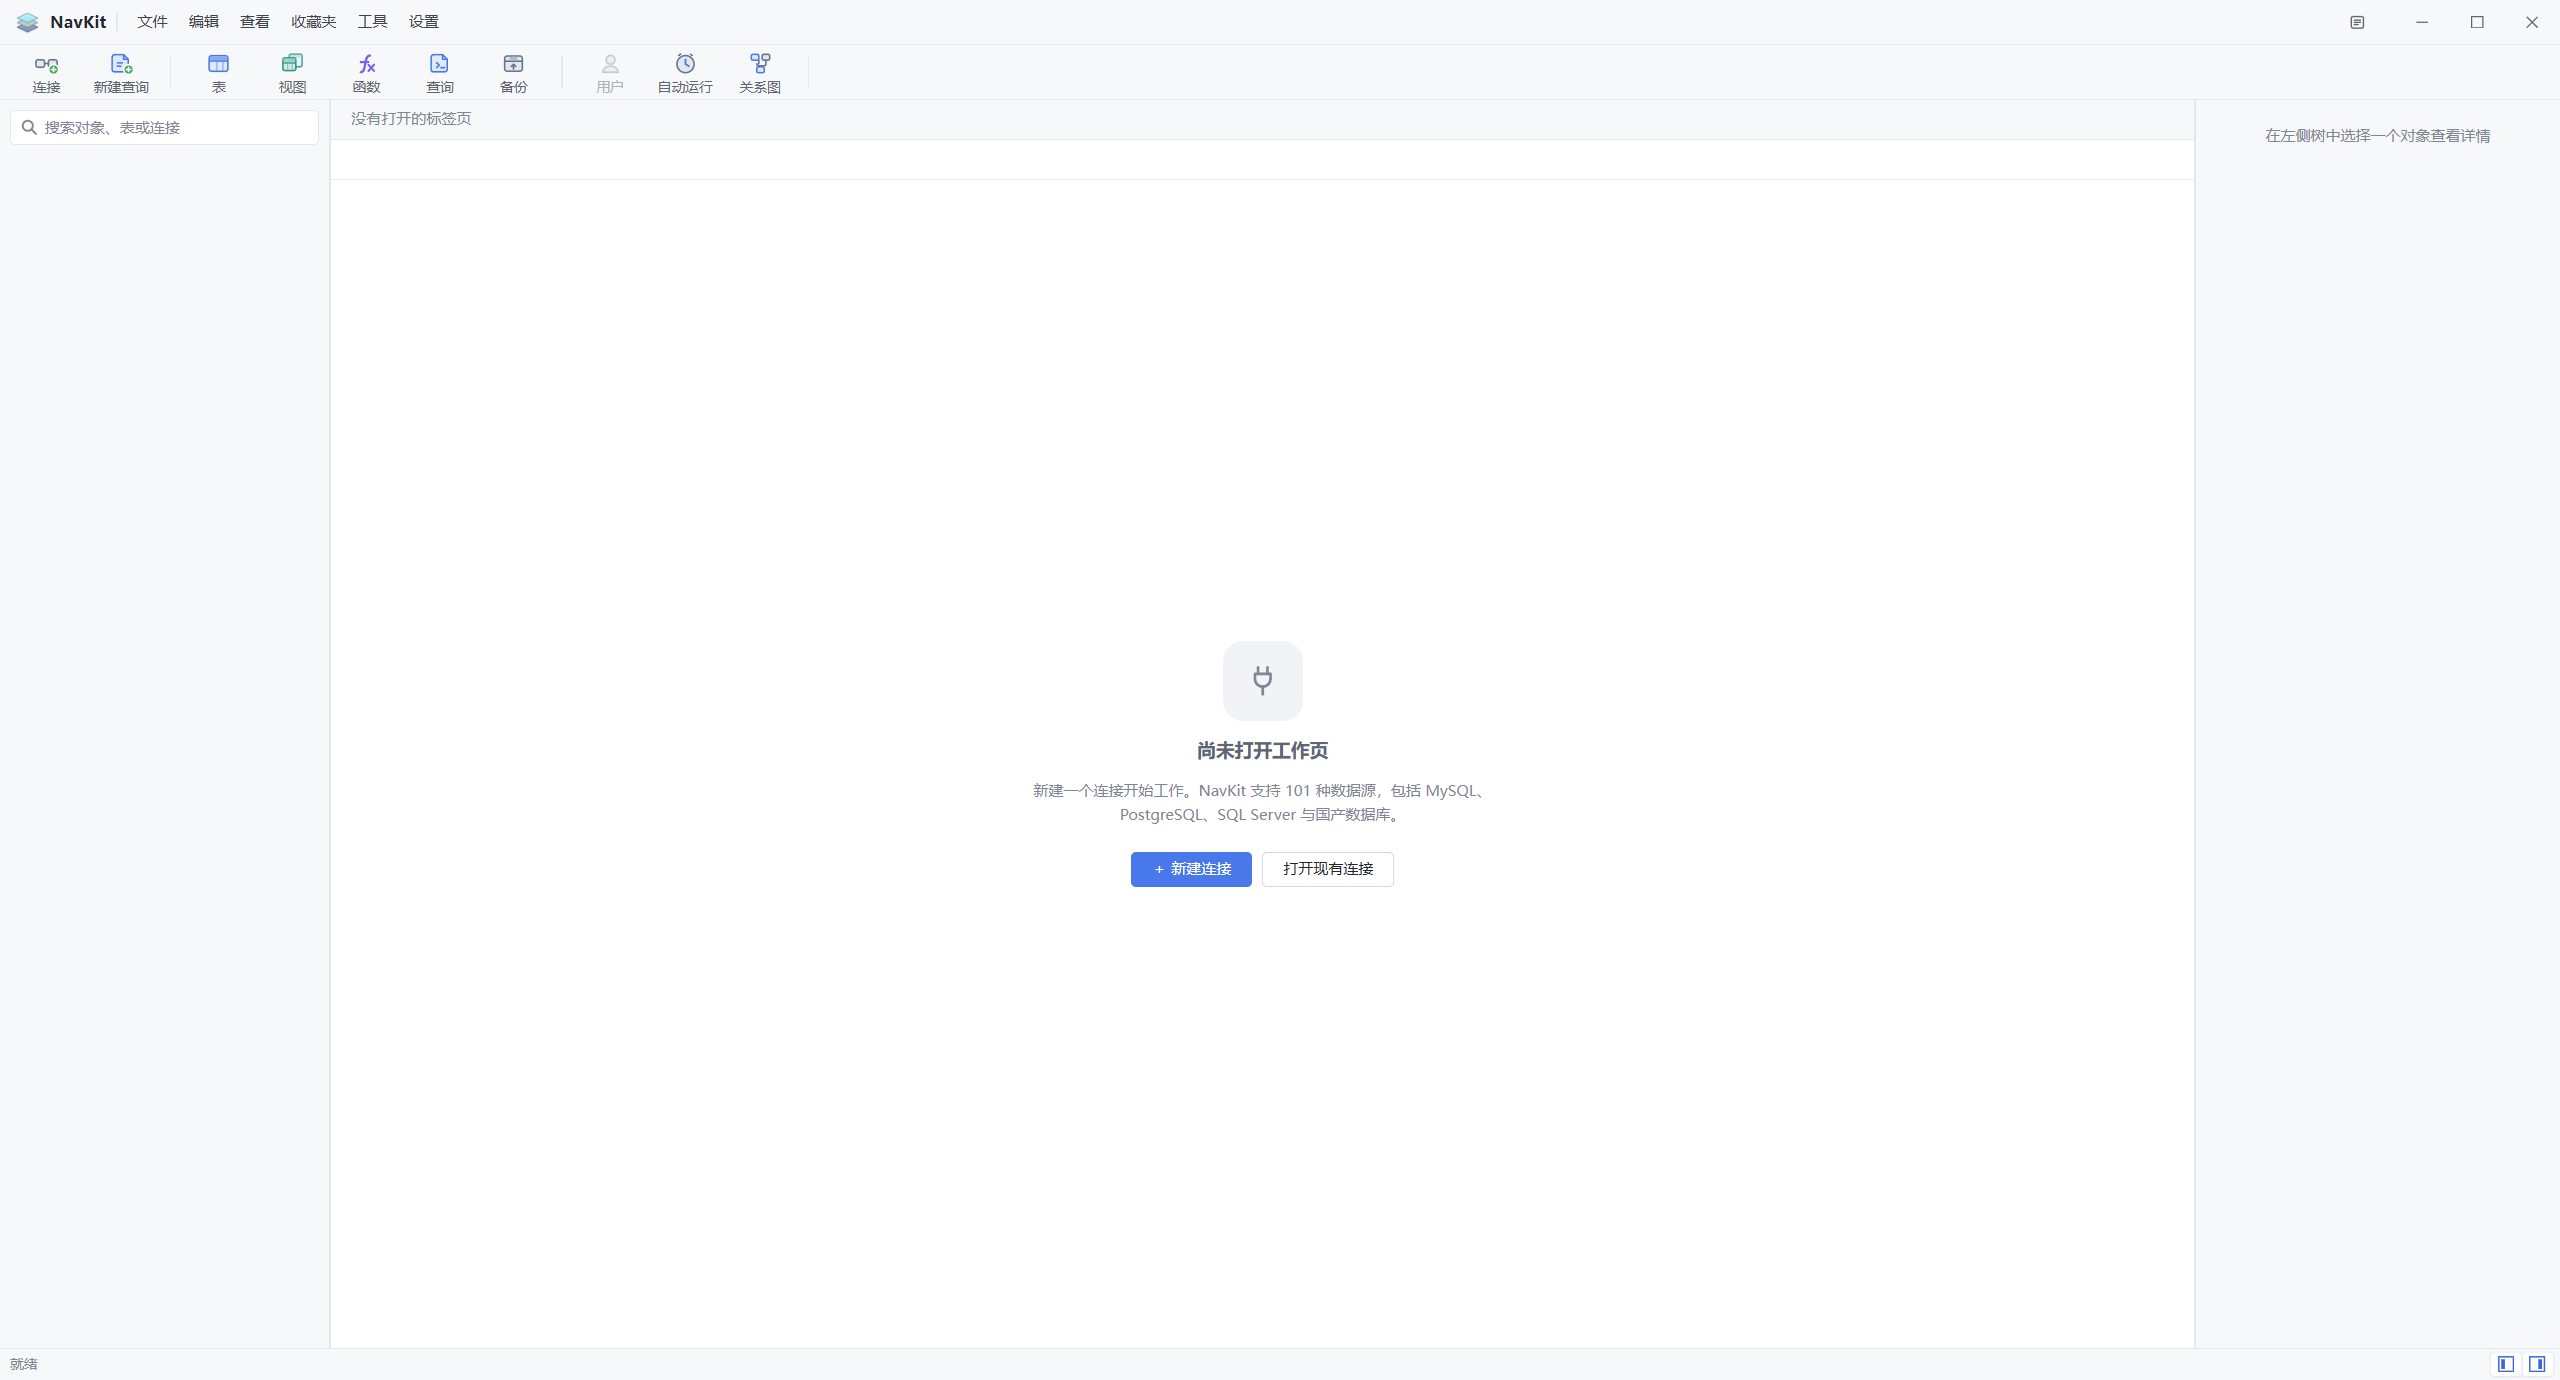 NavKit 文件 编辑 查看 收藏夹 工具 设置
连接 新建查询 表 视图 函数 查询 备份 用户 自动运行 关系图
搜索对象、表或连接
没有打开的标签页
在左侧树中选择一个对象查看详情
尚未打开工作页
新建一个连接开始工作。NavKit 支持 101 种数据源，包括 MySQL、
PostgreSQL、SQL Server 与国产数据库。
+ 新建连接 打开现有连接
就绪